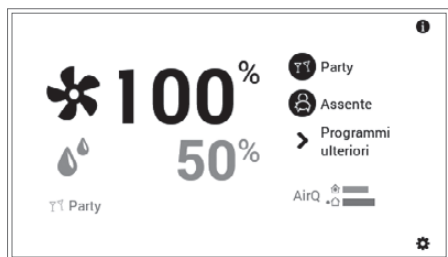 100%
50%
Party
Party
Assente
Programmi
ulteriori
AirQ